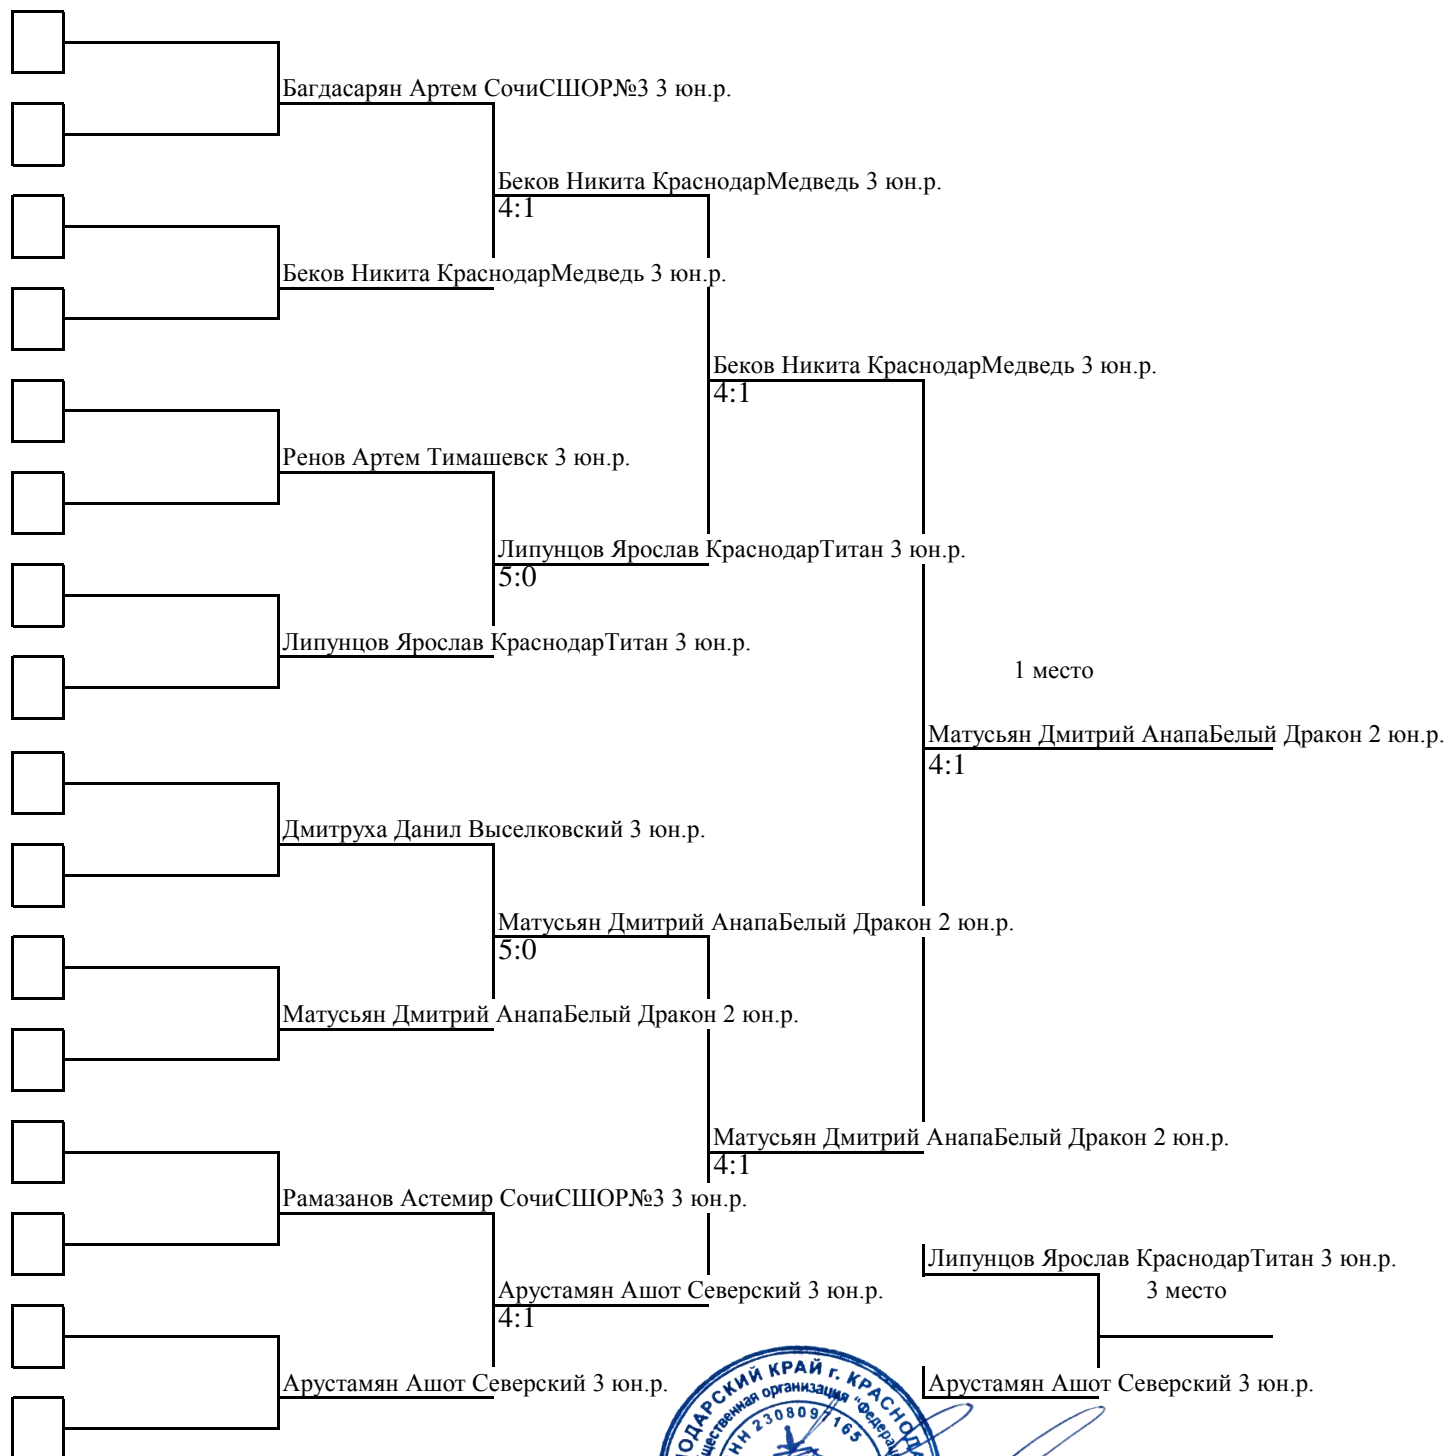 Багдасарян Артем СочиСШОР№3 3 юн.р.
Беков Никита КраснодарМедведь 3 юн.р.
4:1
Беков Никита КраснодарМедведь 3 юн.р.
Беков Никита КраснодарМедведь 3 юн.р.
4:1
Ренов Артем Тимашевск 3 юн.р.
Липунцов Ярослав КраснодарТитан 3 юн.р.
5:0
Липунцов Ярослав КраснодарТитан 3 юн.р.
1 место
Матусьян Дмитрий АнапаБелый Дракон 2 юн.р.
4:1
Дмитруха Данил Выселковский 3 юн.р.
Матусьян Дмитрий АнапаБелый Дракон 2 юн.р.
5:0
Матусьян Дмитрий АнапаБелый Дракон 2 юн.р.
Матусьян Дмитрий АнапаБелый Дракон 2 юн.р.
4:1
Рамазанов Астемир СочиСШОР№3 3 юн.р.
Липунцов Ярослав КраснодарТитан 3 юн.р.
3 место
Арустамян Ашот Северский 3 юн.р.
4:1
Арустамян Ашот Северский 3 юн.р.
Арустамян Ашот Северский 3 юн.р.
КРАЙ г.
организация